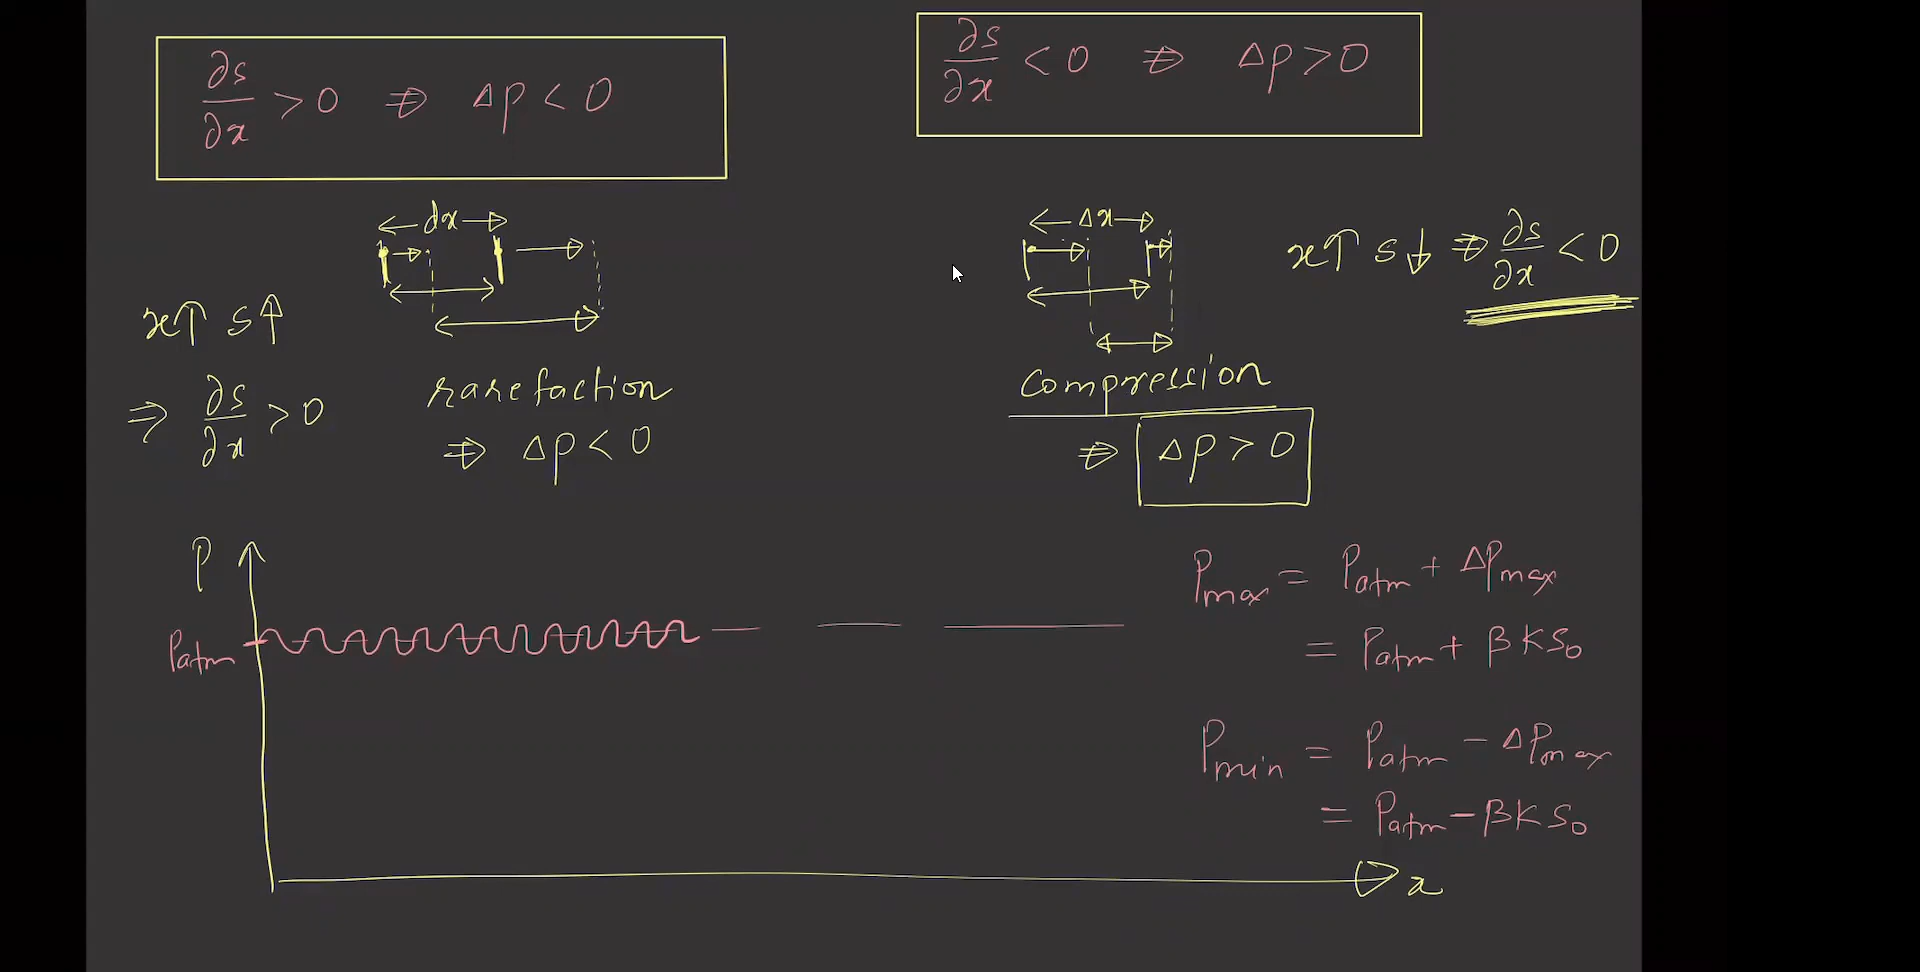 ∂s/∂x > 0 ⇒ Δp < 0
∂s/∂x < 0 ⇒ Δp > 0
dx
x↑ s↑
⇒ ∂s/∂x > 0
rarefaction
⇒ Δp < 0
Δx
x↑ s↓ ⇒ ∂s/∂x < 0
compression
⇒ Δp > 0
P
Patm
x
Pmax = Patm + ΔPmax
= Patm + βKS₀
Pmin = Patm − ΔPmax
= Patm − βKS₀